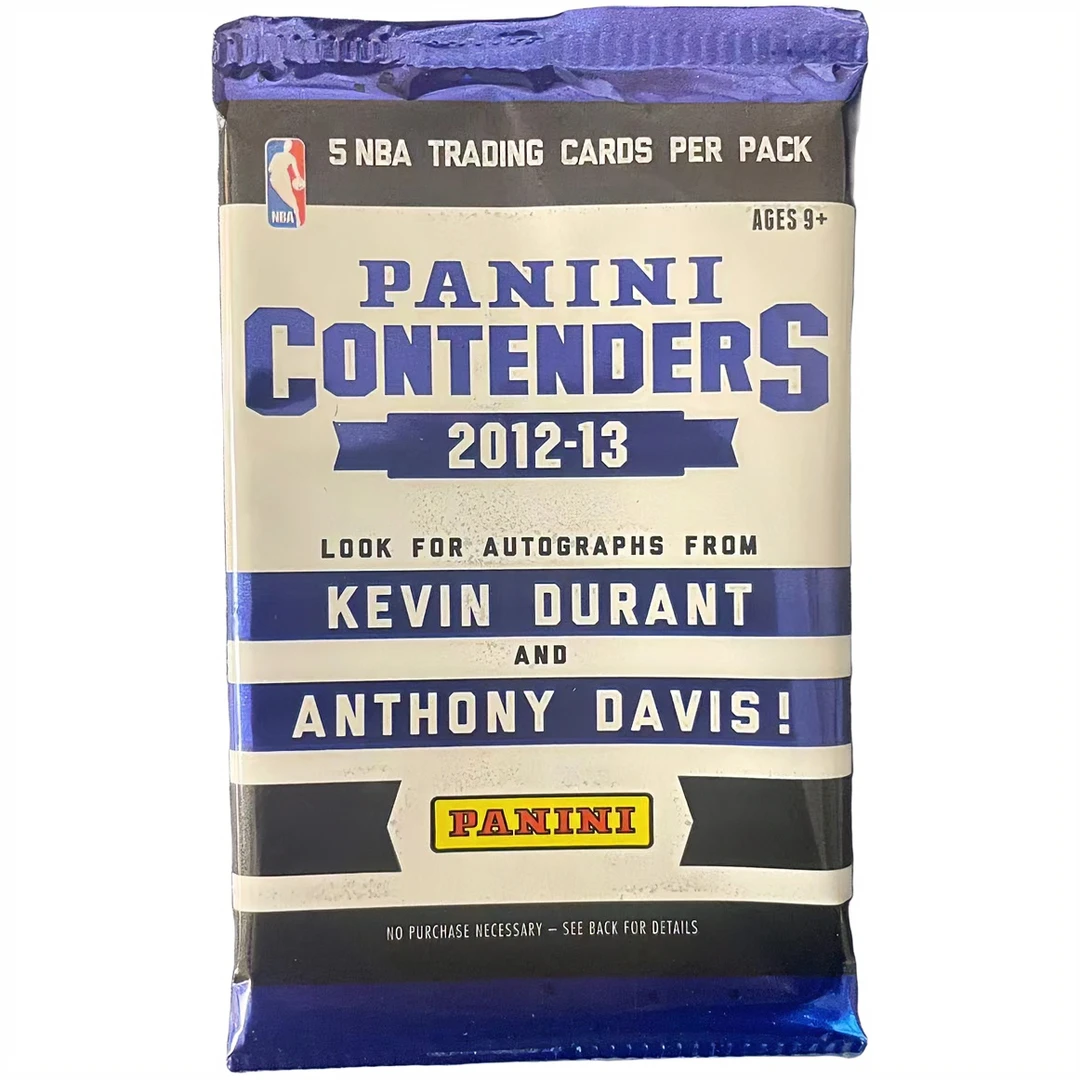 5 NBA TRADING CARDS PER PACK
NBA
AGES 9+
PANINI
CONTENDERS
2012-13
LOOK FOR AUTOGRAPHS FROM
KEVIN DURANT
AND
ANTHONY DAVIS!
PANINI
NO PURCHASE NECESSARY – SEE BACK FOR DETAILS